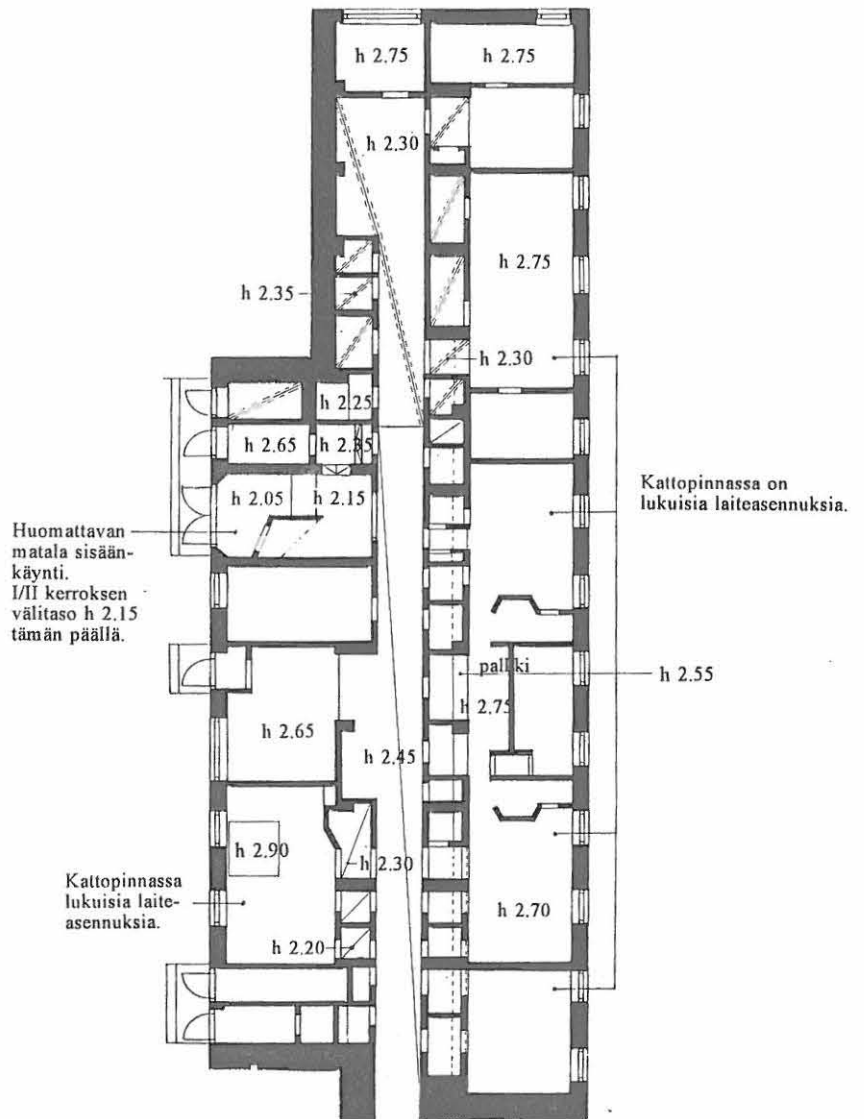 h 2.75
h 2.75
h 2.30
h 2.75
h 2.35
h 2.30
h 2.25
h 2.65
h 2.35
Kattopinnassa on
lukuisia laiteasennuksia.
h 2.05
h 2.15
Huomattavan
matala sisään-
käynti.
I/II kerroksen
välitaso h 2.15
tämän päällä.
palkki
h 2.55
h 2.75
h 2.65
h 2.45
h 2.90
h 2.30
Kattopinnassa
lukuisia laite-
asennuksia.
h 2.70
h 2.20